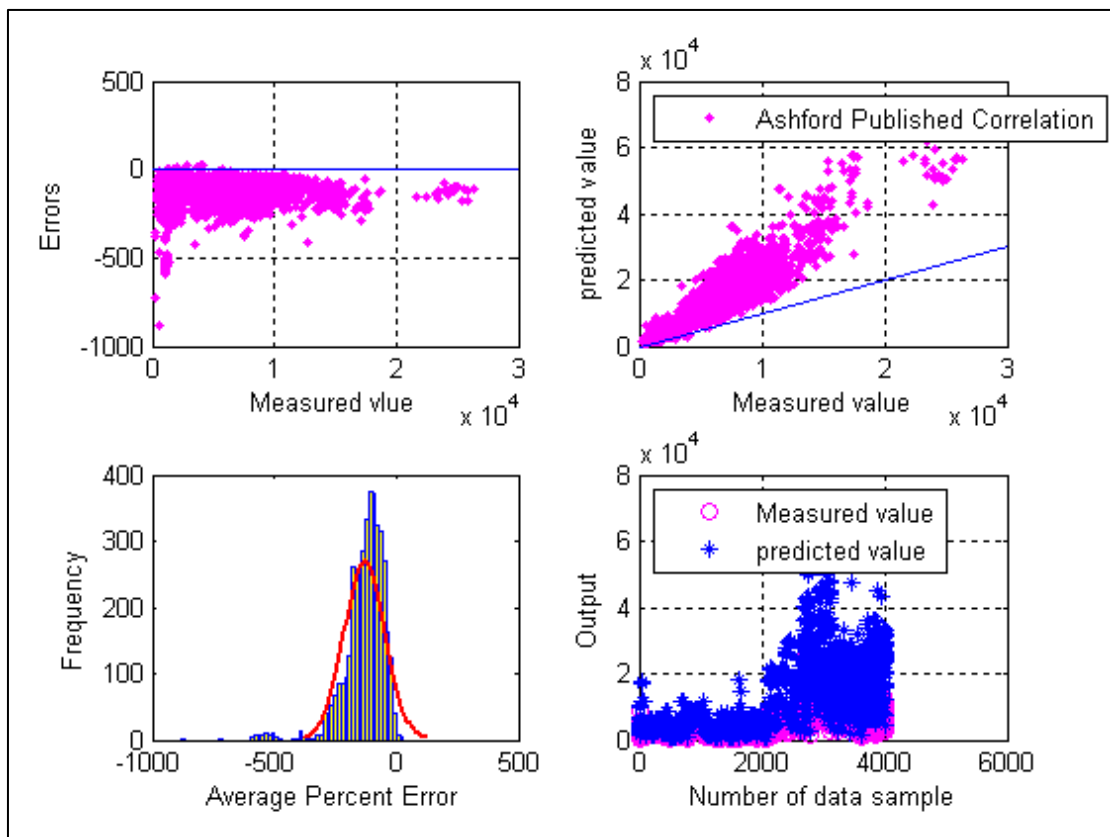 500
0
-500
-1000
Errors
0
1
2
3
Measured vlue
x 10^4
x 10^4
8
6
4
2
0
predicted value
Ashford Published Correlation
0
1
2
3
Measured value
x 10^4
400
300
200
100
0
Frequency
-1000
-500
0
500
Average Percent Error
x 10^4
8
6
4
2
0
Output
Measured value
predicted value
0
2000
4000
6000
Number of data sample